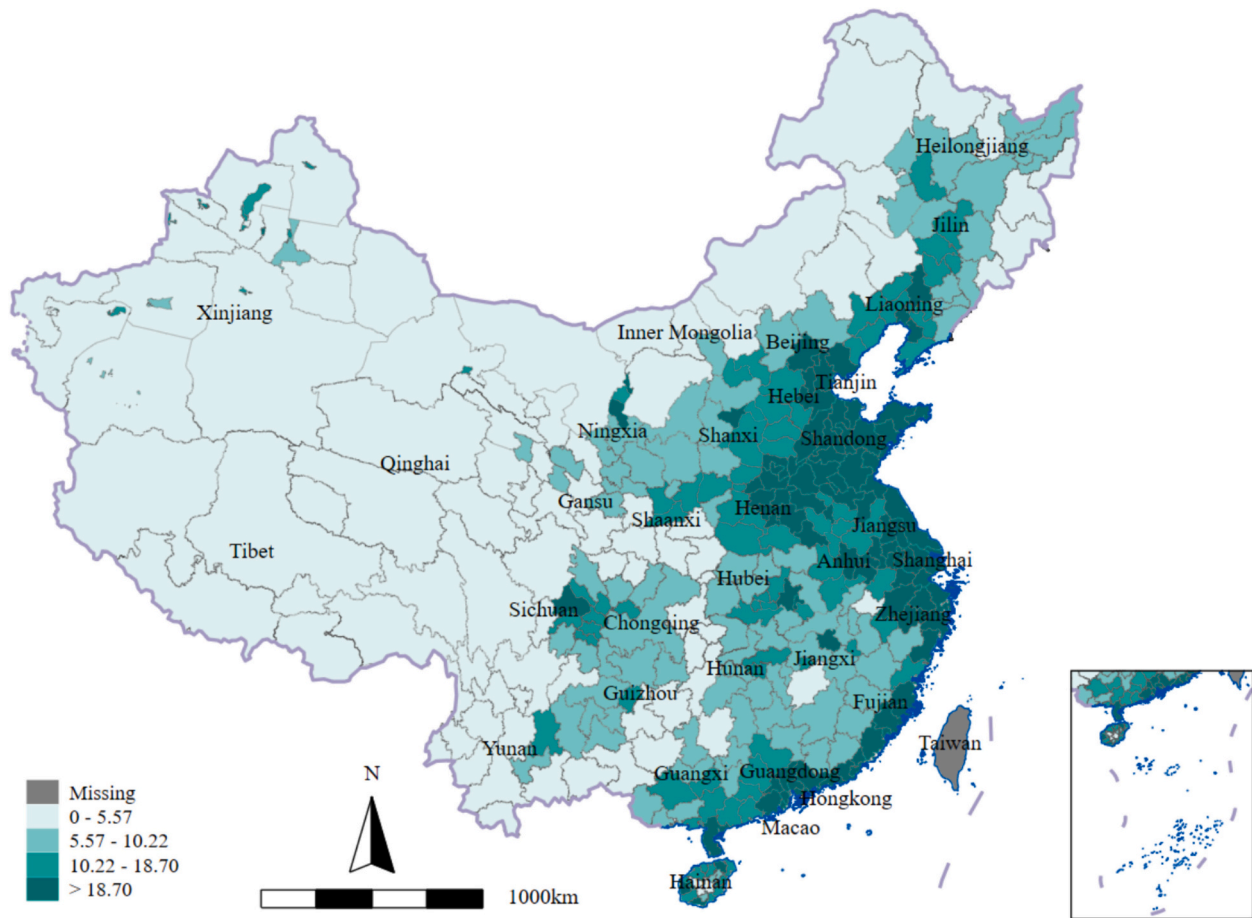 Heilongjiang
Jilin
Xinjiang
Liaoning
Inner Mongolia
Beijing
Tianjin
Hebei
Ningxia
Shanxi
Shandong
Qinghai
Gansu
Henan
Shaanxi
Jiangsu
Tibet
Anhui
Shanghai
Hubei
Sichuan
Chongqing
Zhejiang
Hunan
Jiangxi
Guizhou
Fujian
Yunan
Taiwan
Guangxi
Guangdong
Hongkong
Macao
Hainan
N
Missing
0 - 5.57
5.57 - 10.22
10.22 - 18.70
> 18.70
1000km